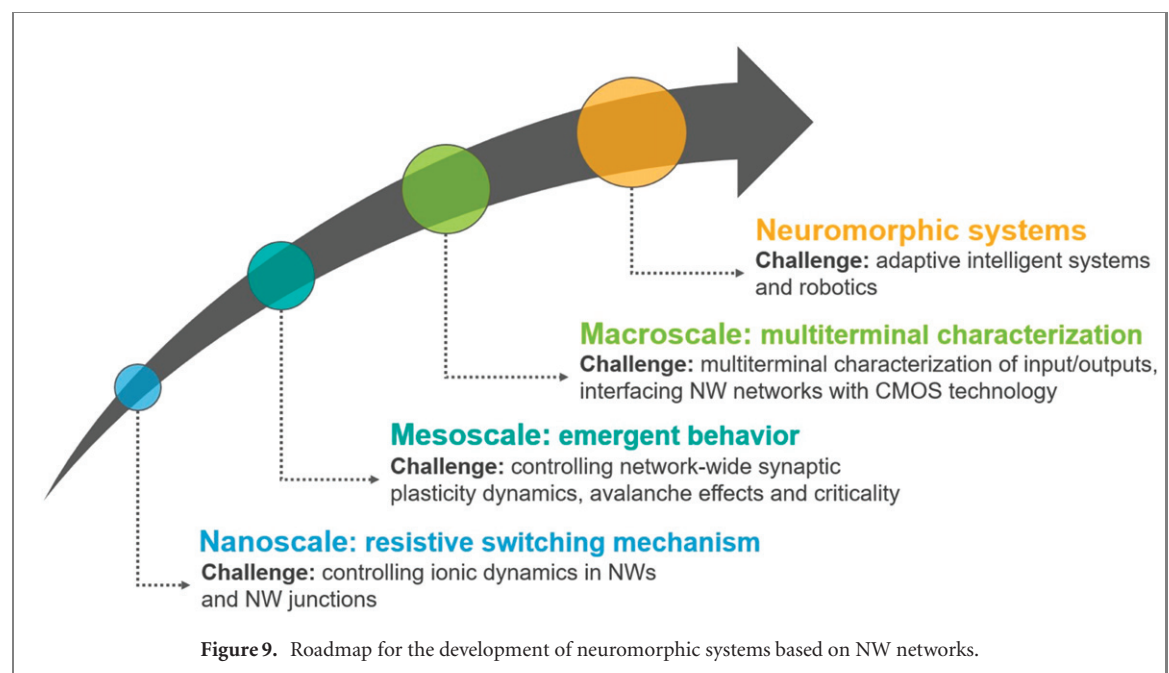 Neuromorphic systems
Challenge: adaptive intelligent systems
and robotics
Macroscale: multiterminal characterization
Challenge: multiterminal characterization of input/outputs,
interfacing NW networks with CMOS technology
Mesoscale: emergent behavior
Challenge: controlling network-wide synaptic
plasticity dynamics, avalanche effects and criticality
Nanoscale: resistive switching mechanism
Challenge: controlling ionic dynamics in NWs
and NW junctions
Figure 9. Roadmap for the development of neuromorphic systems based on NW networks.